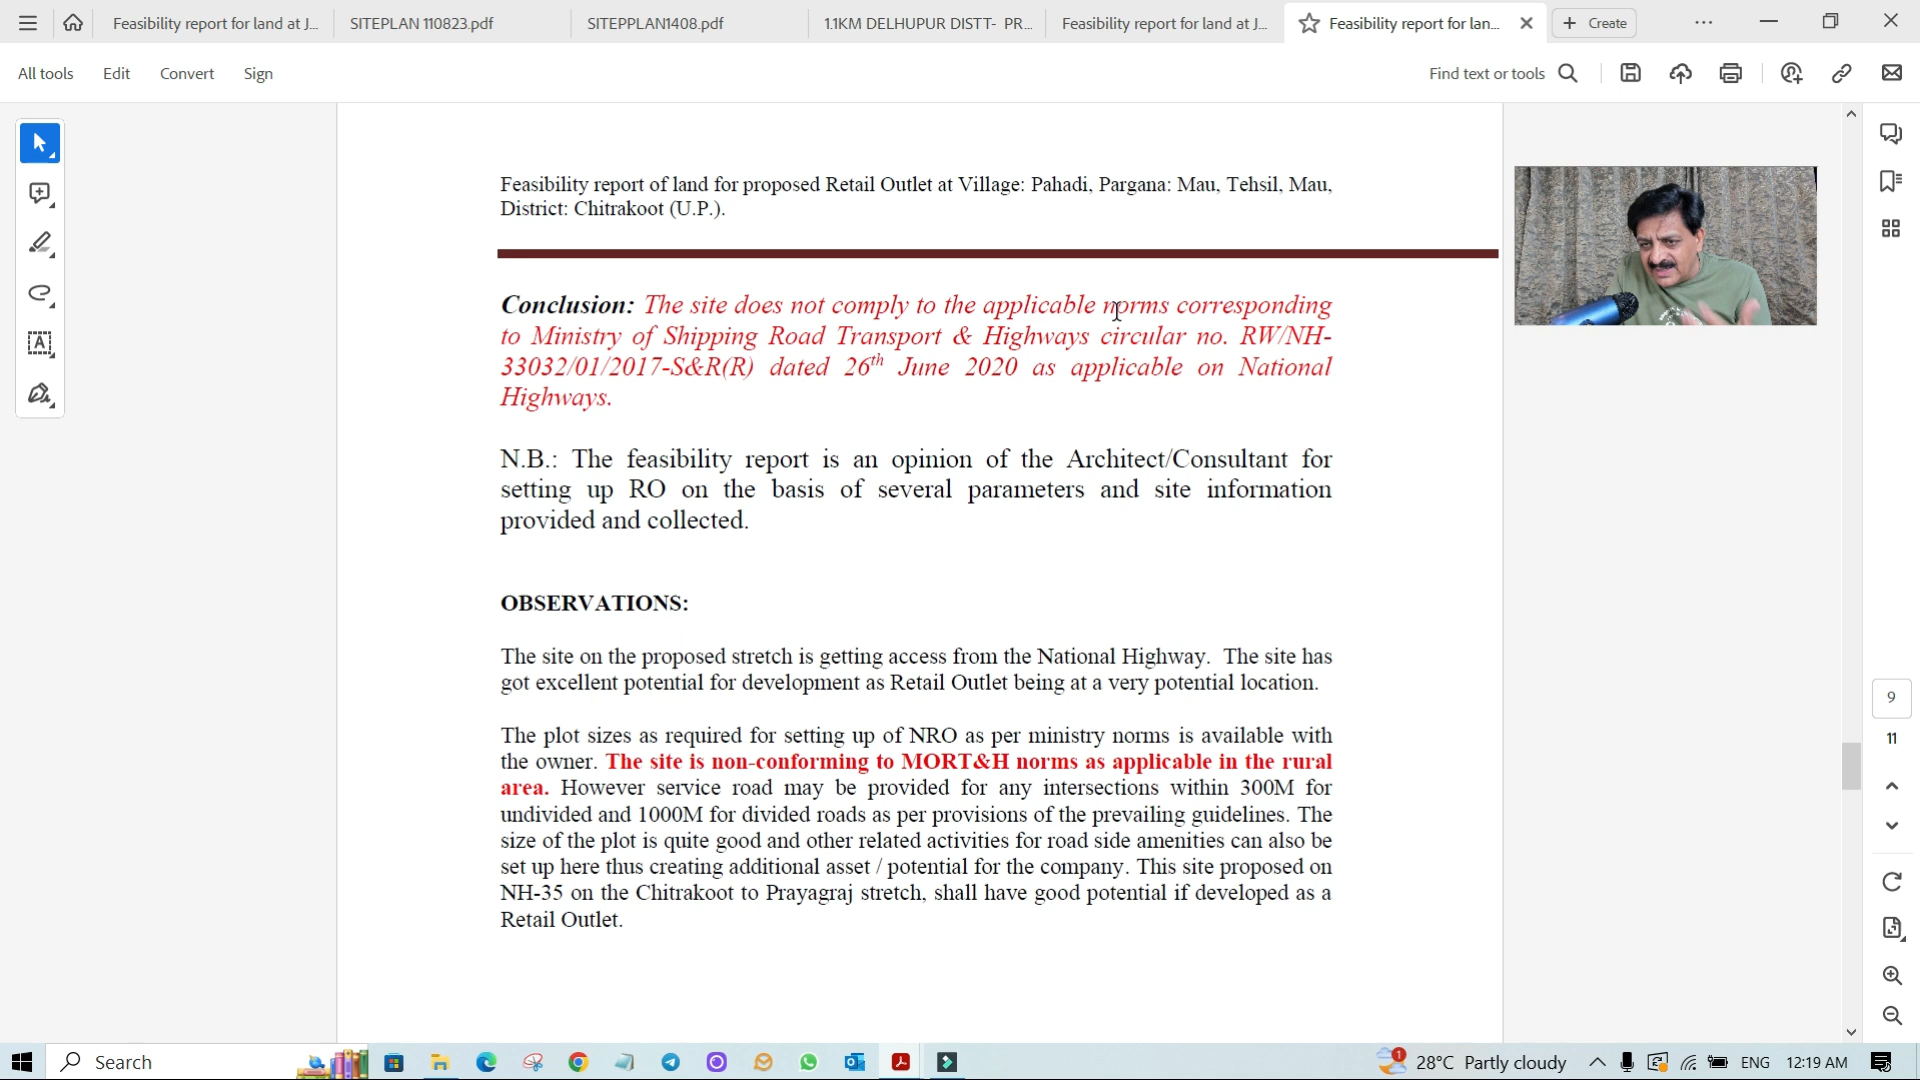 Feasibility report for land at J...
SITEPLAN 110823.pdf
SITEPPLAN1408.pdf
1.1KM DELHUPUR DISTT- PR...
Feasibility report for land at J...
Feasibility report for lan...
Create
All tools
Edit
Convert
Sign
Find text or tools
Feasibility report of land for proposed Retail Outlet at Village: Pahadi, Pargana: Mau, Tehsil, Mau,
District: Chitrakoot (U.P.).
Conclusion: The site does not comply to the applicable norms corresponding
to Ministry of Shipping Road Transport & Highways circular no. RW/NH-
33032/01/2017-S&R(R) dated 26th June 2020 as applicable on National
Highways.
N.B.: The feasibility report is an opinion of the Architect/Consultant for
setting up RO on the basis of several parameters and site information
provided and collected.
OBSERVATIONS:
The site on the proposed stretch is getting access from the National Highway. The site has
got excellent potential for development as Retail Outlet being at a very potential location.
The plot sizes as required for setting up of NRO as per ministry norms is available with
the owner. The site is non-conforming to MORT&H norms as applicable in the rural
area. However service road may be provided for any intersections within 300M for
undivided and 1000M for divided roads as per provisions of the prevailing guidelines. The
size of the plot is quite good and other related activities for road side amenities can also be
set up here thus creating additional asset / potential for the company. This site proposed on
NH-35 on the Chitrakoot to Prayagraj stretch, shall have good potential if developed as a
Retail Outlet.
9
11
Search
1
28°C Partly cloudy
ENG
12:19 AM